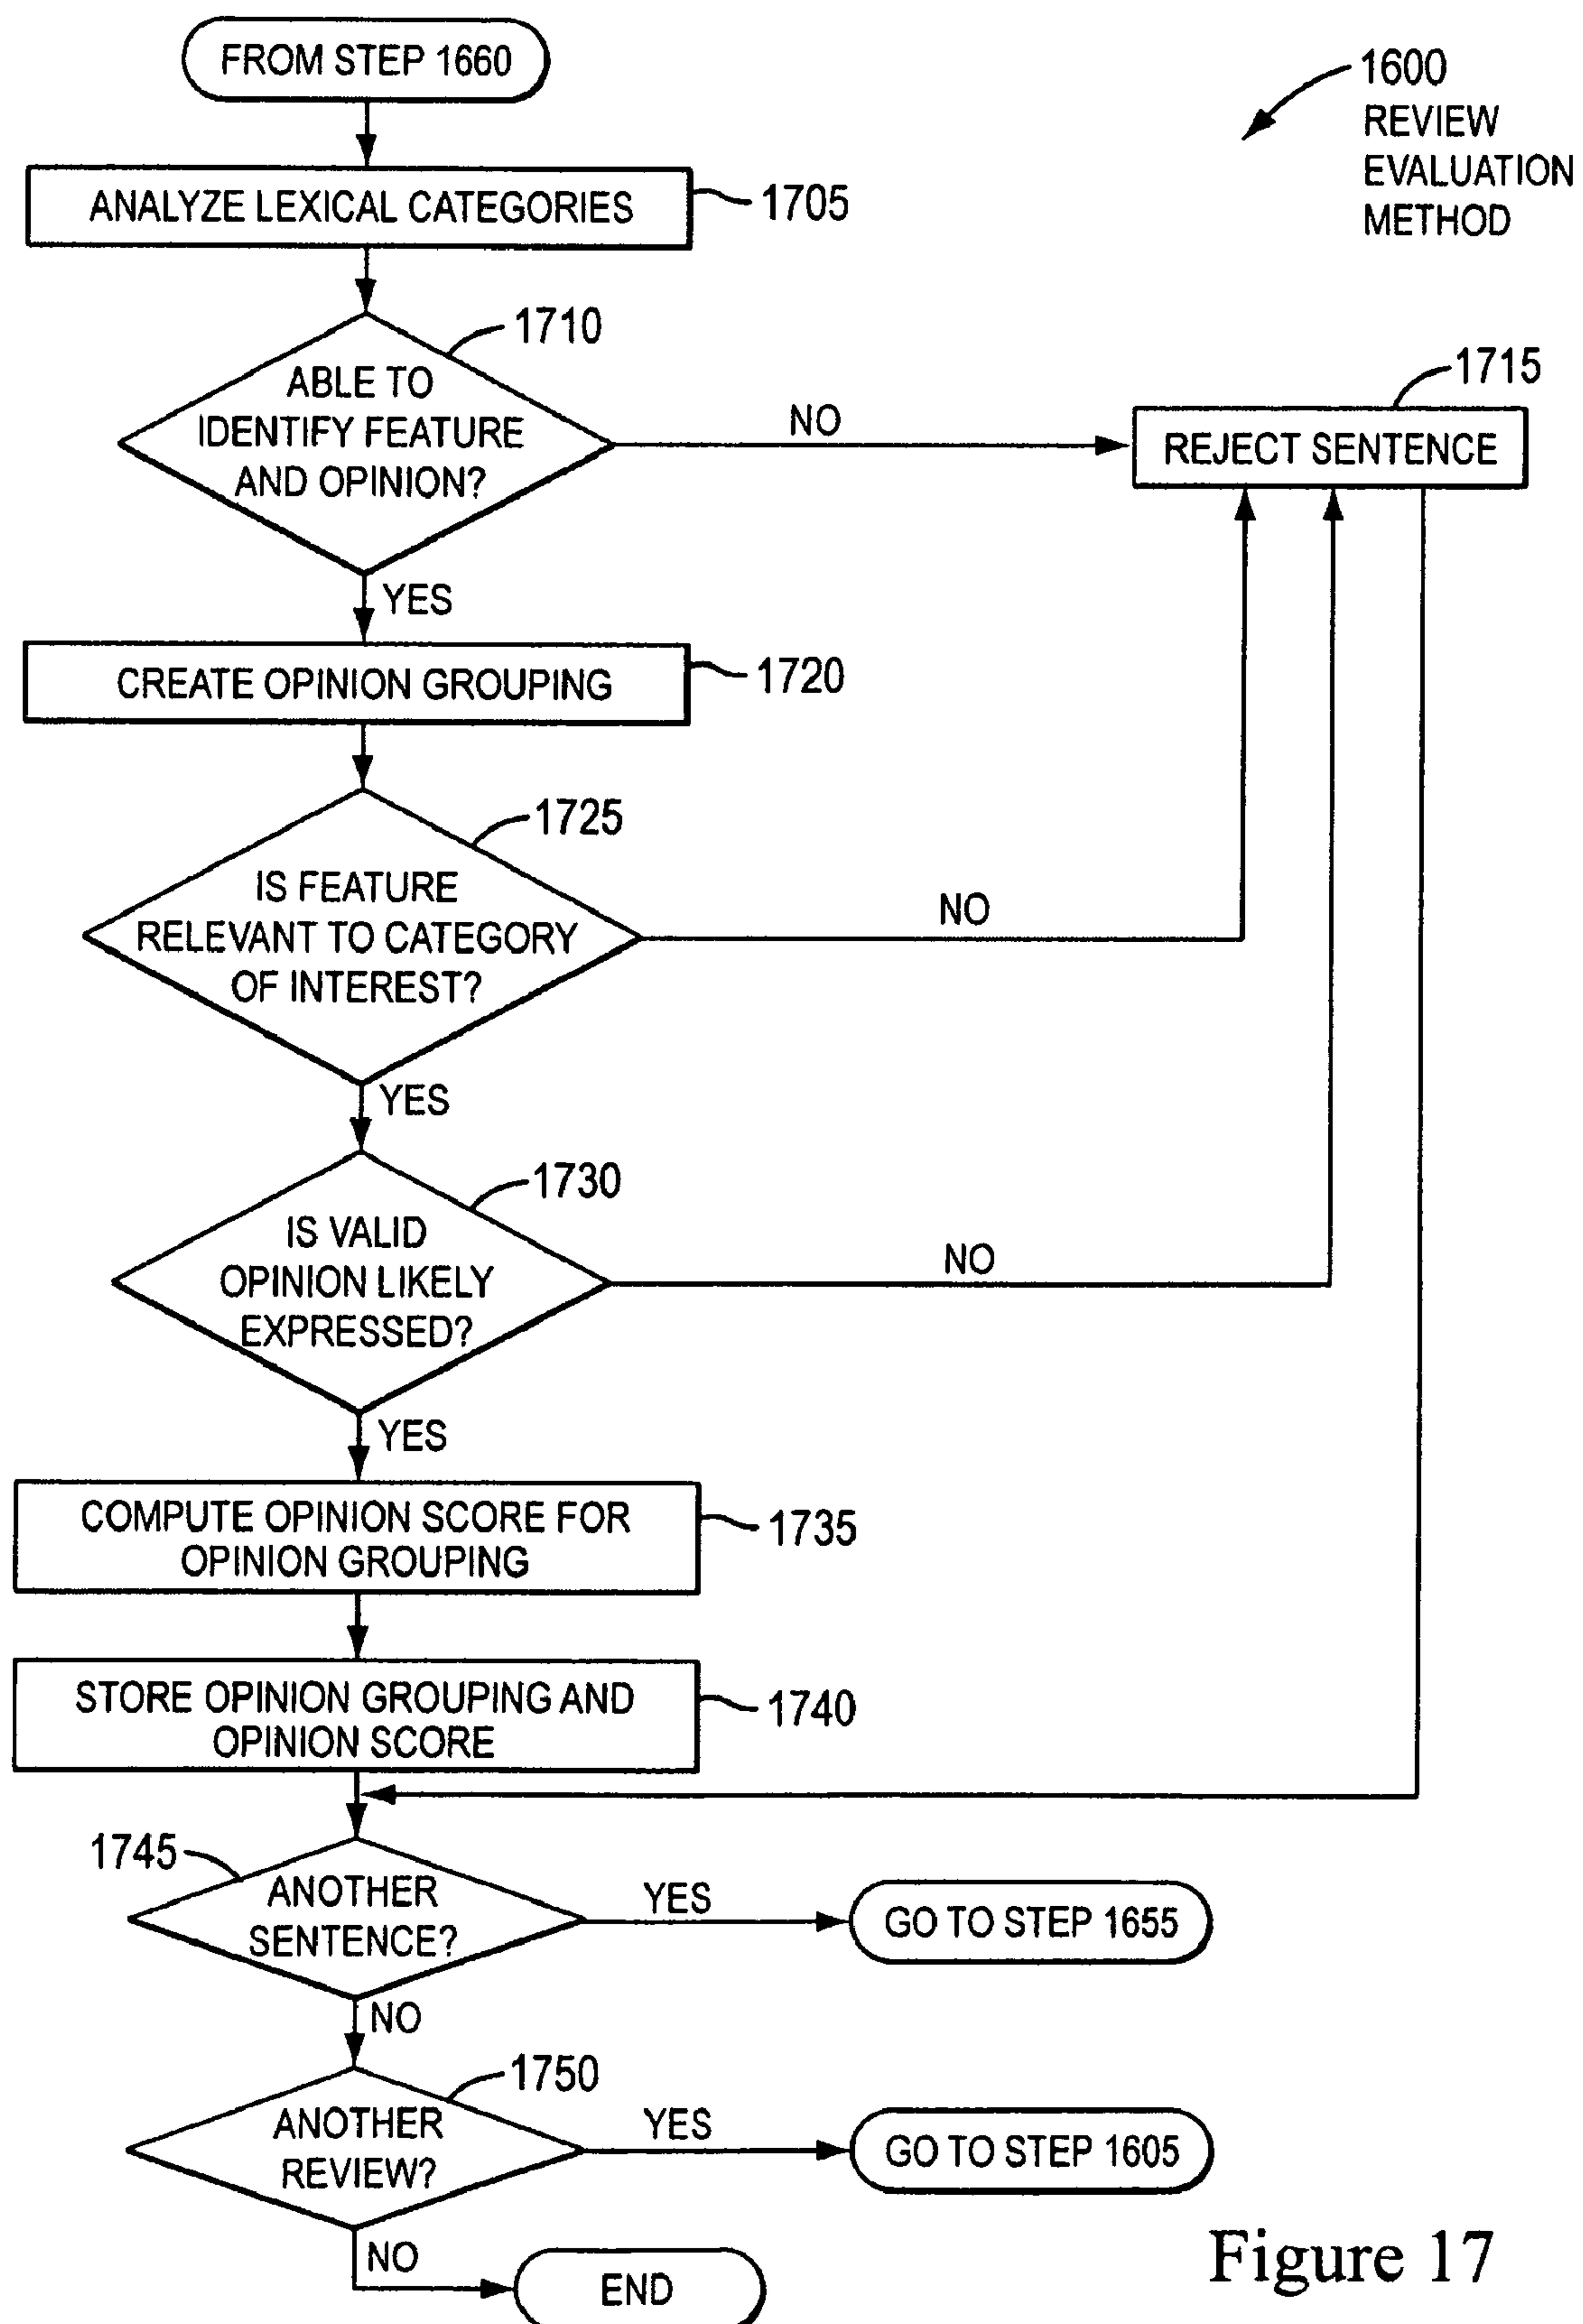 FROM STEP 1660
1600
REVIEW
EVALUATION
METHOD
ANALYZE LEXICAL CATEGORIES
1705
1710
ABLE TO
IDENTIFY FEATURE
AND OPINION?
NO
1715
REJECT SENTENCE
YES
CREATE OPINION GROUPING
1720
1725
IS FEATURE
RELEVANT TO CATEGORY
OF INTEREST?
NO
YES
1730
IS VALID
OPINION LIKELY
EXPRESSED?
NO
YES
COMPUTE OPINION SCORE FOR
OPINION GROUPING
1735
STORE OPINION GROUPING AND
OPINION SCORE
1740
1745
ANOTHER
SENTENCE?
YES
GO TO STEP 1655
NO
1750
ANOTHER
REVIEW?
YES
GO TO STEP 1605
NO
END
Figure 17